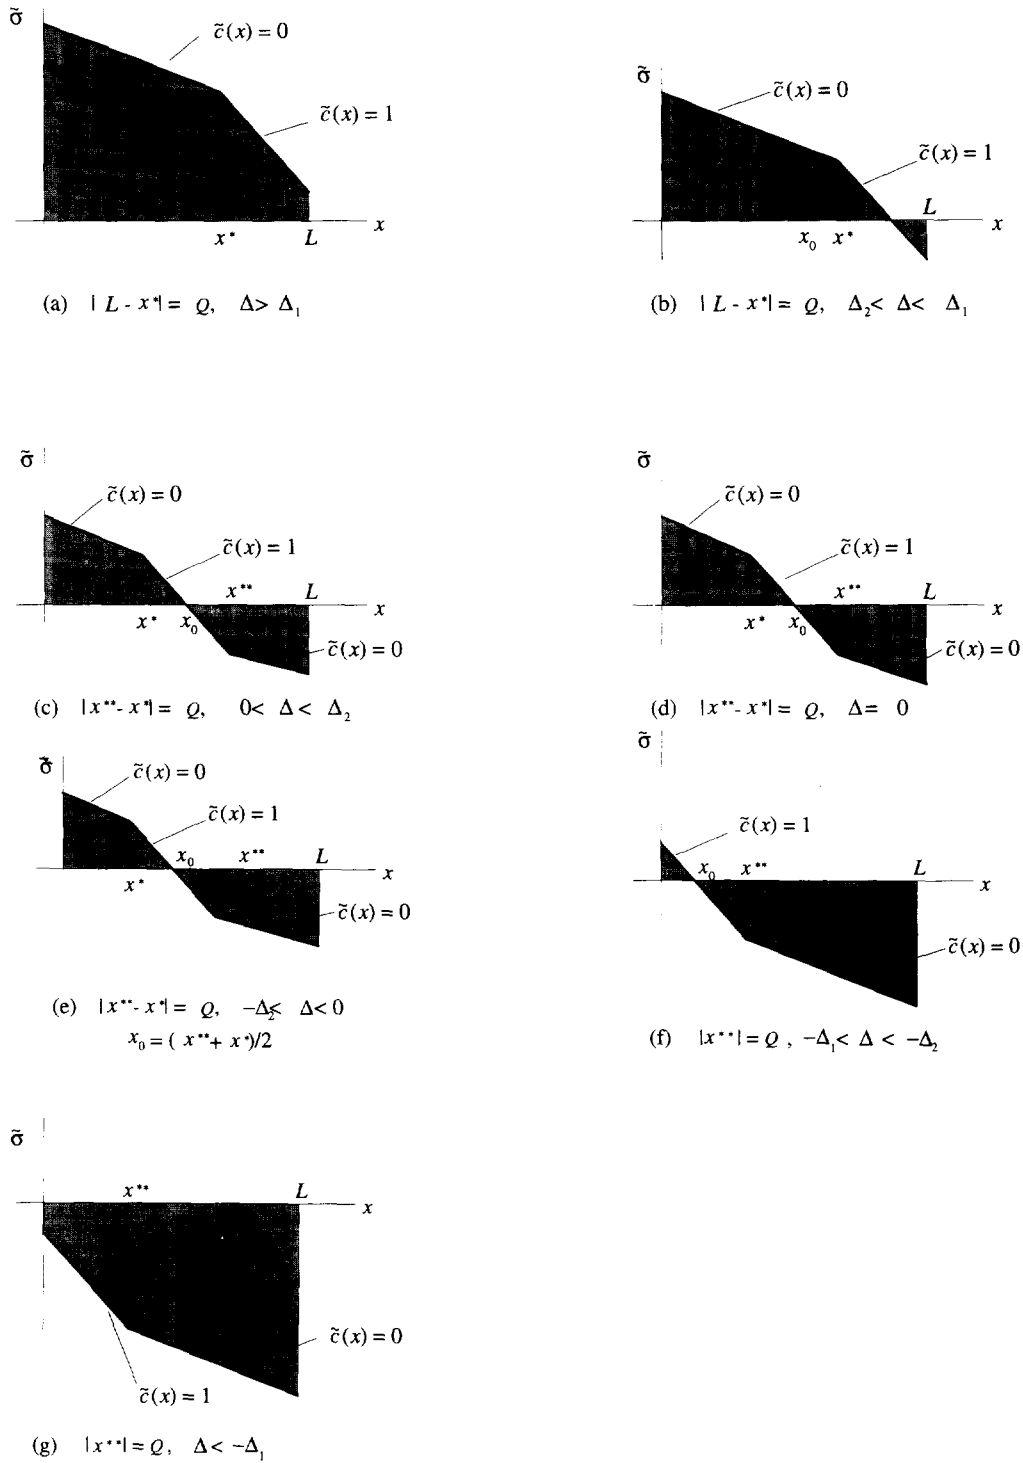 σ̃
c̃(x) = 0
c̃(x) = 1
x*
L
x
(a) | L - x*| = Q, Δ> Δ₁
σ̃
c̃(x) = 0
c̃(x) = 1
L
x
x₀
x*
(b) | L - x*| = Q, Δ₂< Δ< Δ₁
σ̃
c̃(x) = 0
c̃(x) = 1
x**
L
x
x*
x₀
c̃(x) = 0
(c) |x**- x*| = Q, 0< Δ < Δ₂
σ̃
c̃(x) = 0
c̃(x) = 1
x**
L
x
x*
x₀
c̃(x) = 0
(d) |x**- x*| = Q, Δ= 0
σ̃
c̃(x) = 0
c̃(x) = 1
x₀
x**
L
x
x*
c̃(x) = 0
(e) |x**- x*| = Q, -Δ₂< Δ<0
x₀ = ( x**+ x*)/2
σ̃
c̃(x) = 1
x₀
x**
L
x
c̃(x) = 0
(f) |x**| = Q , -Δ₁< Δ < -Δ₂
σ̃
x**
L
x
c̃(x) = 0
c̃(x) = 1
(g) |x**| = Q, Δ< -Δ₁